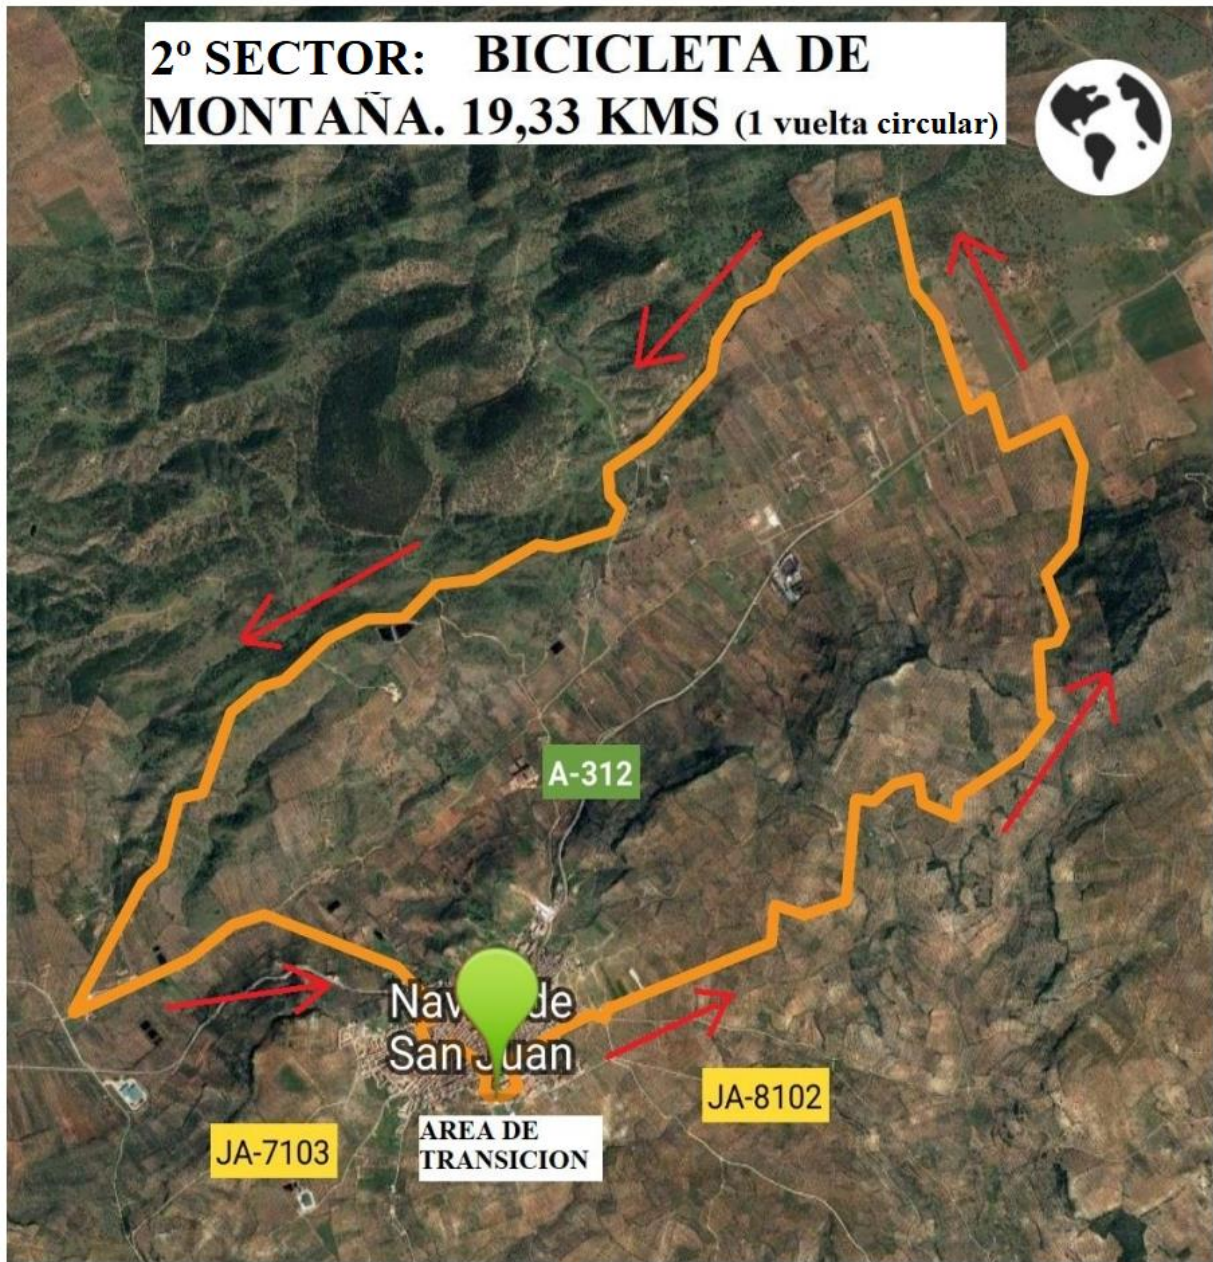 2º SECTOR: BICICLETA DE
MONTAÑA. 19,33 KMS (1 vuelta circular)
A-312
Navas de
San Juan
JA-8102
AREA DE
TRANSICION
JA-7103